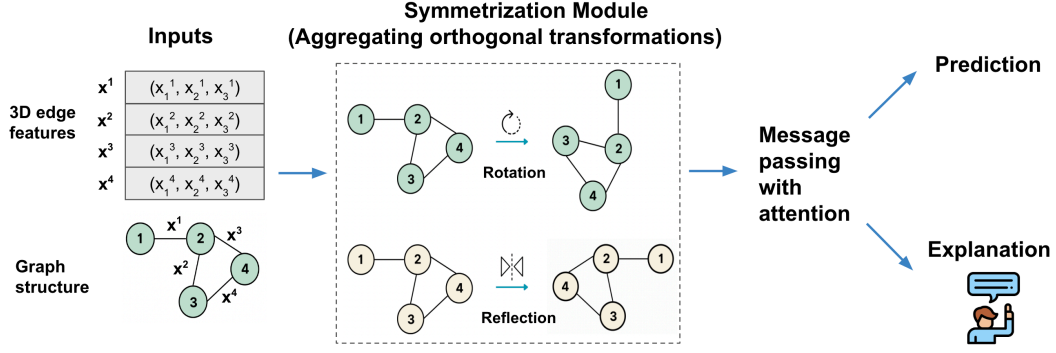 Symmetrization Module
(Aggregating orthogonal transformations)
Inputs
3D edge
features
x¹ (x₁¹, x₂¹, x₃¹)
x² (x₁², x₂², x₃²)
x³ (x₁³, x₂³, x₃³)
x⁴ (x₁⁴, x₂⁴, x₃⁴)
Graph
structure
1 x¹ 2 x³
x² 4
3 x⁴
1 2
4
3
Rotation
1
3 2
4
1 2
4
3
Reflection
2 1
4
3
Message
passing
with
attention
Prediction
Explanation